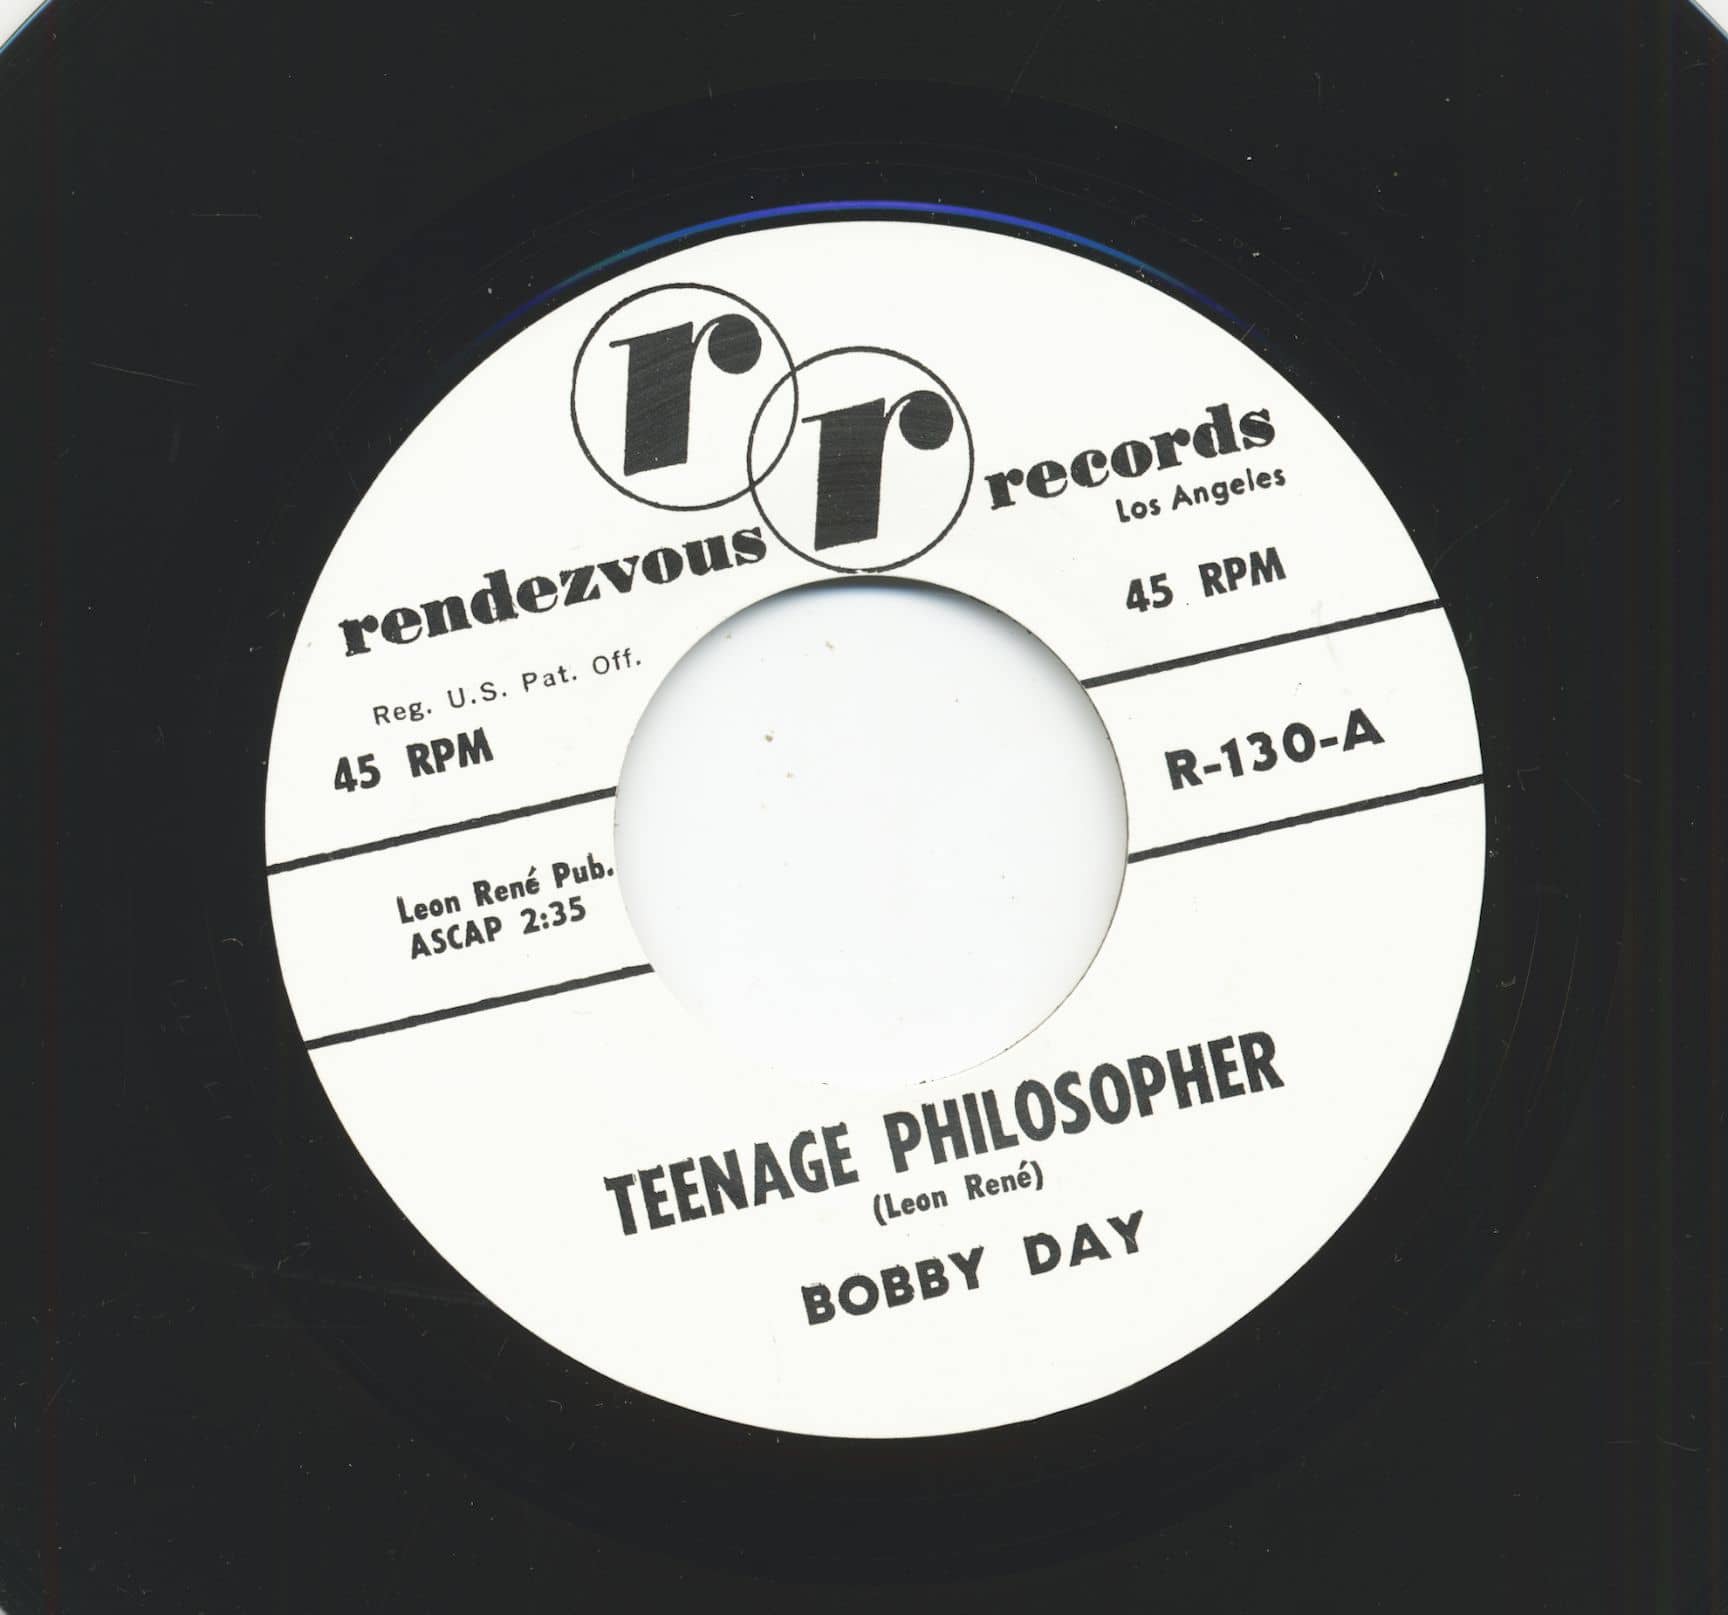 r
r
rendezvous records
Los Angeles
Reg. U.S. Pat. Off.
45 RPM
45 RPM
R-130-A
Leon René Pub.
ASCAP 2:35
TEENAGE PHILOSOPHER
(Leon René)
BOBBY DAY